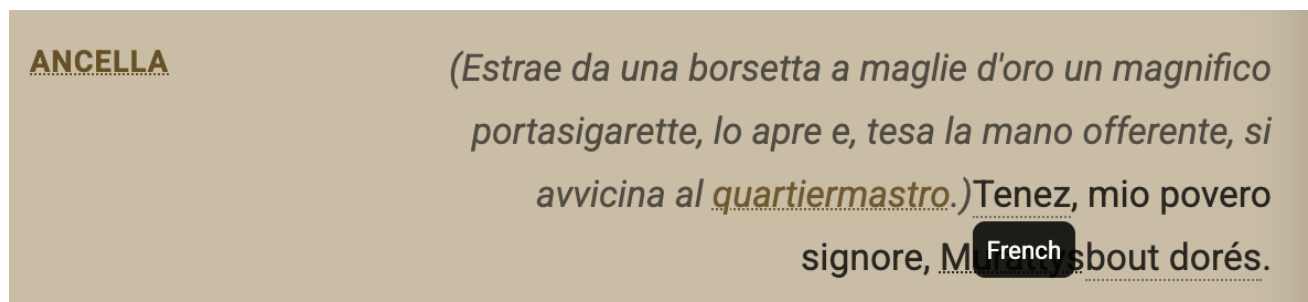 ANCELLA
(Estrae da una borsetta a maglie d'oro un magnifico
portasigarette, lo apre e, tesa la mano offerente, si
avvicina al quartiermastro.)Tenez, mio povero
signore, bout dorés.
French